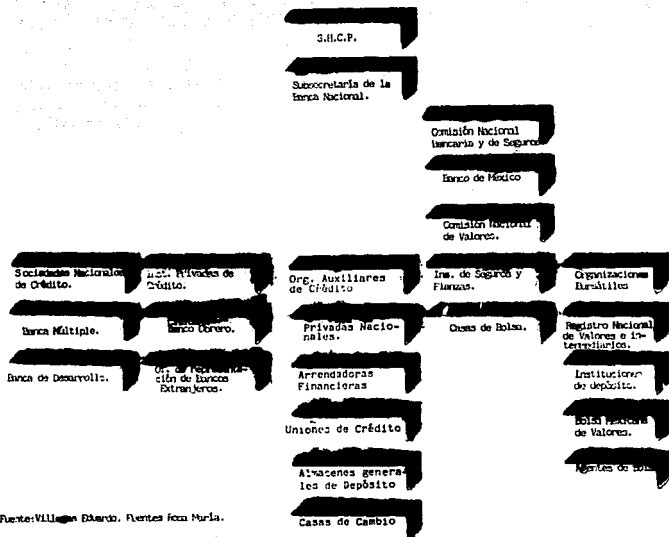 S.H.C.P.
Subsecretaría de la
Banca Nacional.
Comisión Nacional
Bancaria y de Seguros
Banco de México
Comisión Nacional
de Valores.
Sociedades Nacionales
de Crédito.
Inst. Privadas de
Crédito.
Org. Auxiliares
de Crédito
Ins. de Seguros y
Fianzas.
Organizaciones
Bursátiles
Banca Múltiple.
Banco Obrero.
Privadas Nacio-
nales.
Casas de Bolsa.
Registro Nacional
de Valores e in-
termediarios.
Banca de Desarrollo.
Of. de representa-
ción de Bancos
Extranjeros.
Arrendadoras
Financieras
Instituciones
de depósito.
Uniones de Crédito
Bolsa Mexicana
de Valores.
Almacenes genera-
les de Depósito
Agentes de Bolsa
Casas de Cambio
Fuente:Villegas Eduardo. Fuentes Rosa María.